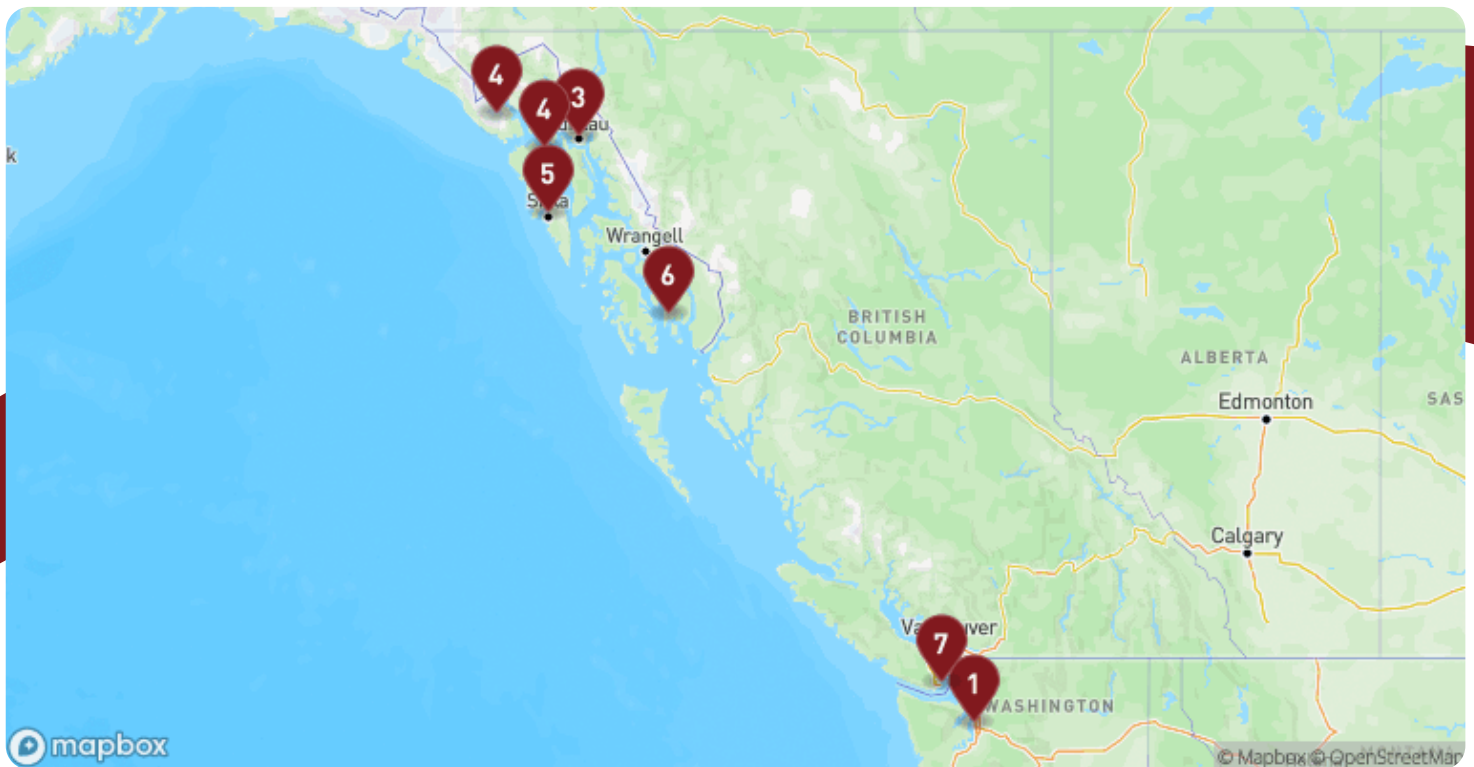 4
3
4
k
5
Wrangell
6
BRITISH
COLUMBIA
ALBERTA
Edmonton
SAS
Calgary
7
1
WASHINGTON
mapbox
© Mapbox © OpenStreetMap